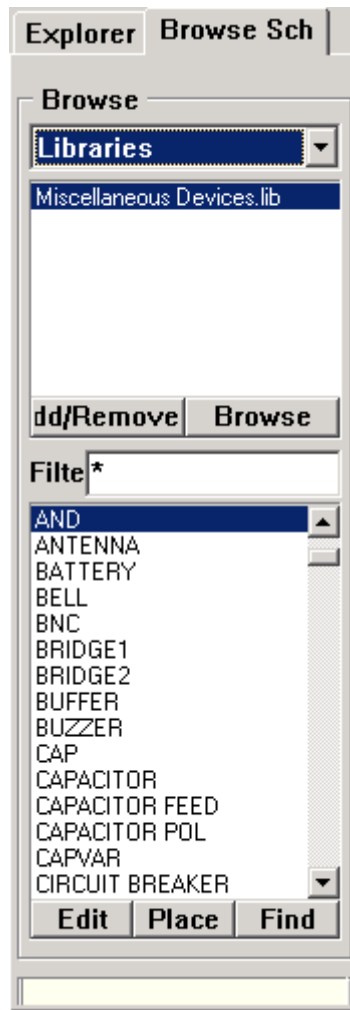 Explorer Browse Sch
Browse
Libraries
Miscellaneous Devices.lib
dd/Remove Browse
Filte *
AND
ANTENNA
BATTERY
BELL
BNC
BRIDGE1
BRIDGE2
BUFFER
BUZZER
CAP
CAPACITOR
CAPACITOR FEED
CAPACITOR POL
CAPVAR
CIRCUIT BREAKER
Edit Place Find